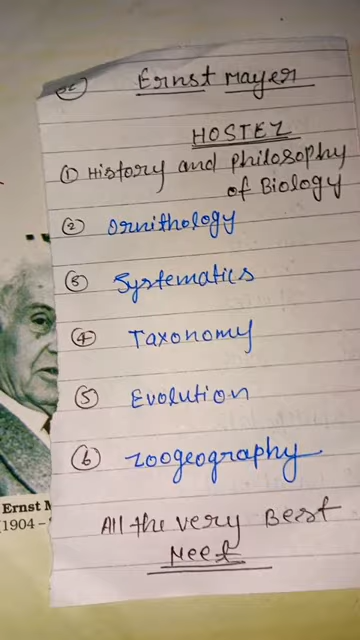 Ernst Mayer
HOSTEZ
① History and philosophy
of Biology
② Ornithology
③ Systematics
④ Taxonomy
⑤ Evolution
⑥ Zoogeography
All the very Best
Neet
Ernst M
(1904 –